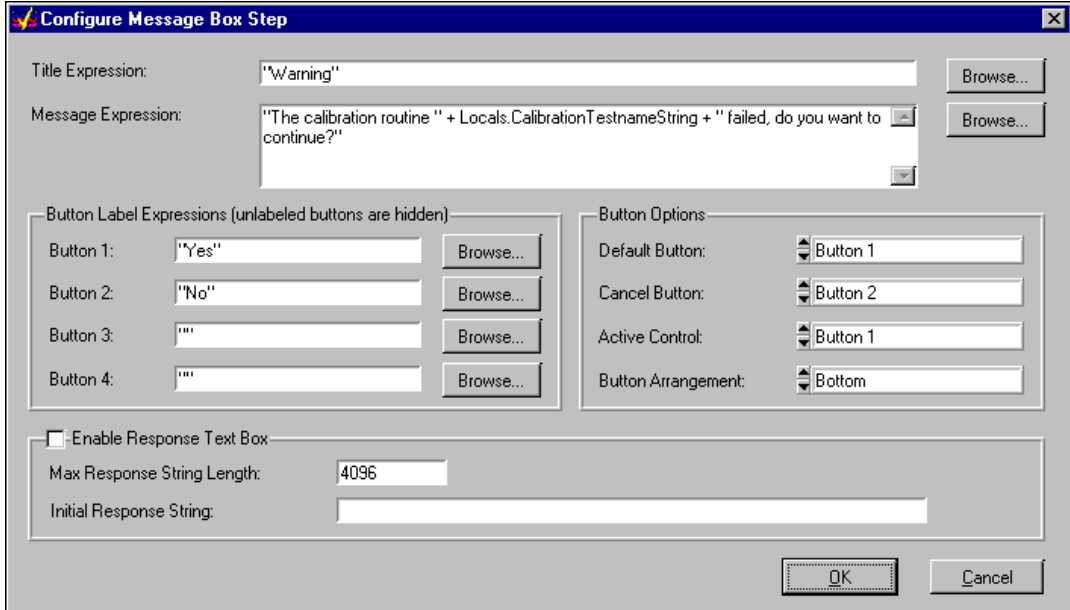 Configure Message Box Step
Title Expression: "Warning" Browse...
Message Expression: "The calibration routine " + Locals.CalibrationTestnameString + " failed, do you want to Browse...
continue?"
Button Label Expressions (unlabeled buttons are hidden) Button Options
Button 1: "Yes" Browse... Default Button: Button 1
Button 2: "No" Browse... Cancel Button: Button 2
Button 3: "" Browse... Active Control: Button 1
Button 4: "" Browse... Button Arrangement: Bottom
Enable Response Text Box
Max Response String Length: 4096
Initial Response String:
OK Cancel